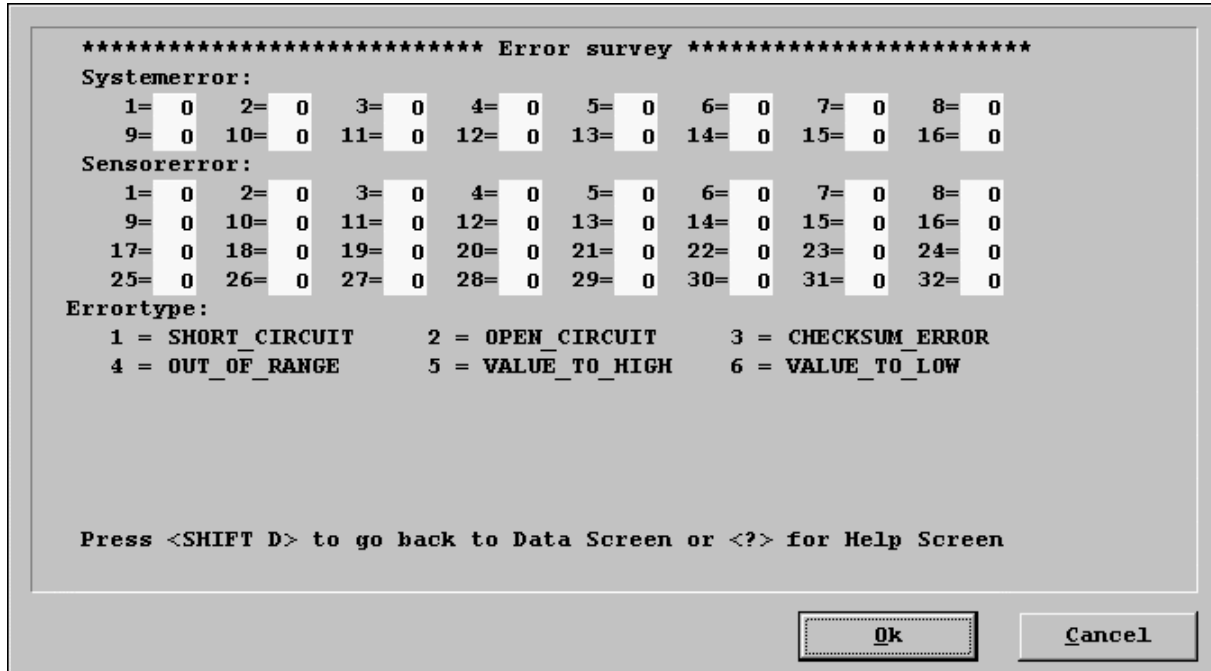 **************************** Error survey ************************
Systemerror:
1= 0 2= 0 3= 0 4= 0 5= 0 6= 0 7= 0 8= 0
9= 0 10= 0 11= 0 12= 0 13= 0 14= 0 15= 0 16= 0
Sensorerror:
1= 0 2= 0 3= 0 4= 0 5= 0 6= 0 7= 0 8= 0
9= 0 10= 0 11= 0 12= 0 13= 0 14= 0 15= 0 16= 0
17= 0 18= 0 19= 0 20= 0 21= 0 22= 0 23= 0 24= 0
25= 0 26= 0 27= 0 28= 0 29= 0 30= 0 31= 0 32= 0
Errortype:
1 = SHORT_CIRCUIT 2 = OPEN_CIRCUIT 3 = CHECKSUM_ERROR
4 = OUT_OF_RANGE 5 = VALUE_TO_HIGH 6 = VALUE_TO_LOW
Press <SHIFT D> to go back to Data Screen or <?> for Help Screen
Ok Cancel